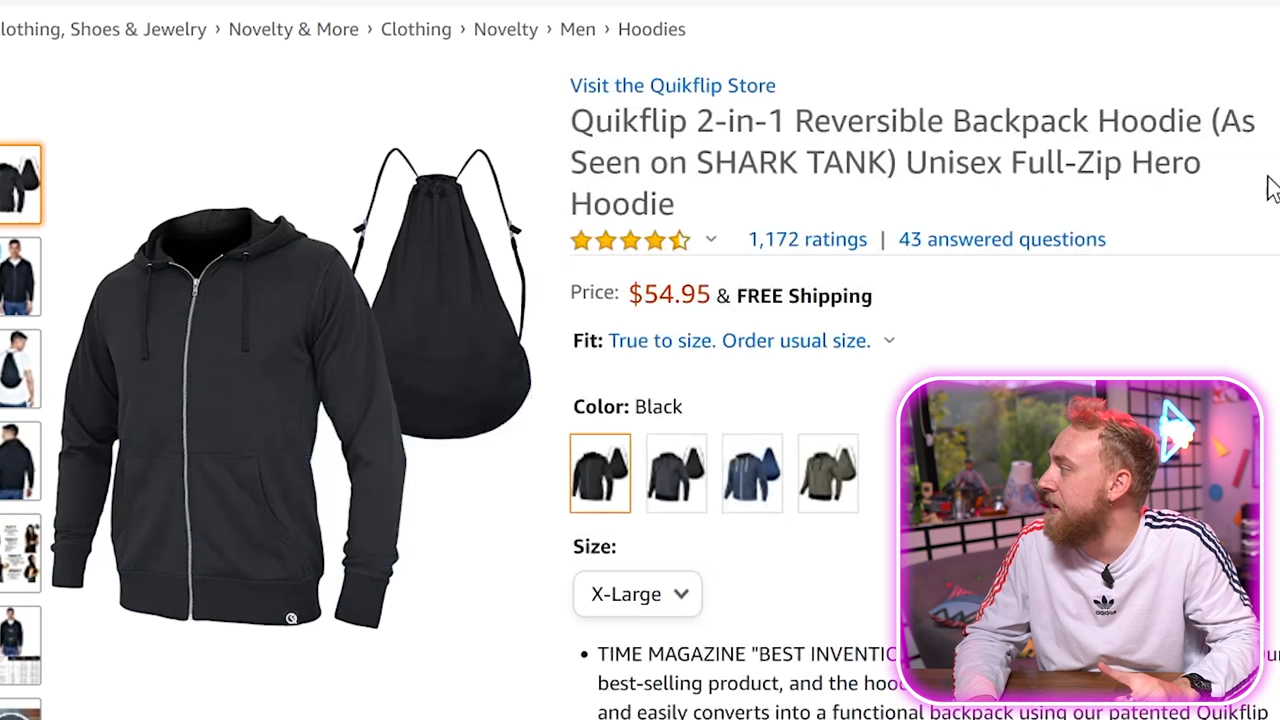 lothing, Shoes & Jewelry › Novelty & More › Clothing › Novelty › Men › Hoodies
Visit the Quikflip Store
Quikflip 2-in-1 Reversible Backpack Hoodie (As
Seen on SHARK TANK) Unisex Full-Zip Hero
Hoodie
1,172 ratings | 43 answered questions
Price: $54.95 & FREE Shipping
Fit: True to size. Order usual size.
Color: Black
Size:
X-Large
adidas
• TIME MAGAZINE "BEST INVENTIO
best-selling product, and the hood
and easily converts into a functional backpack using our patented Quikflip